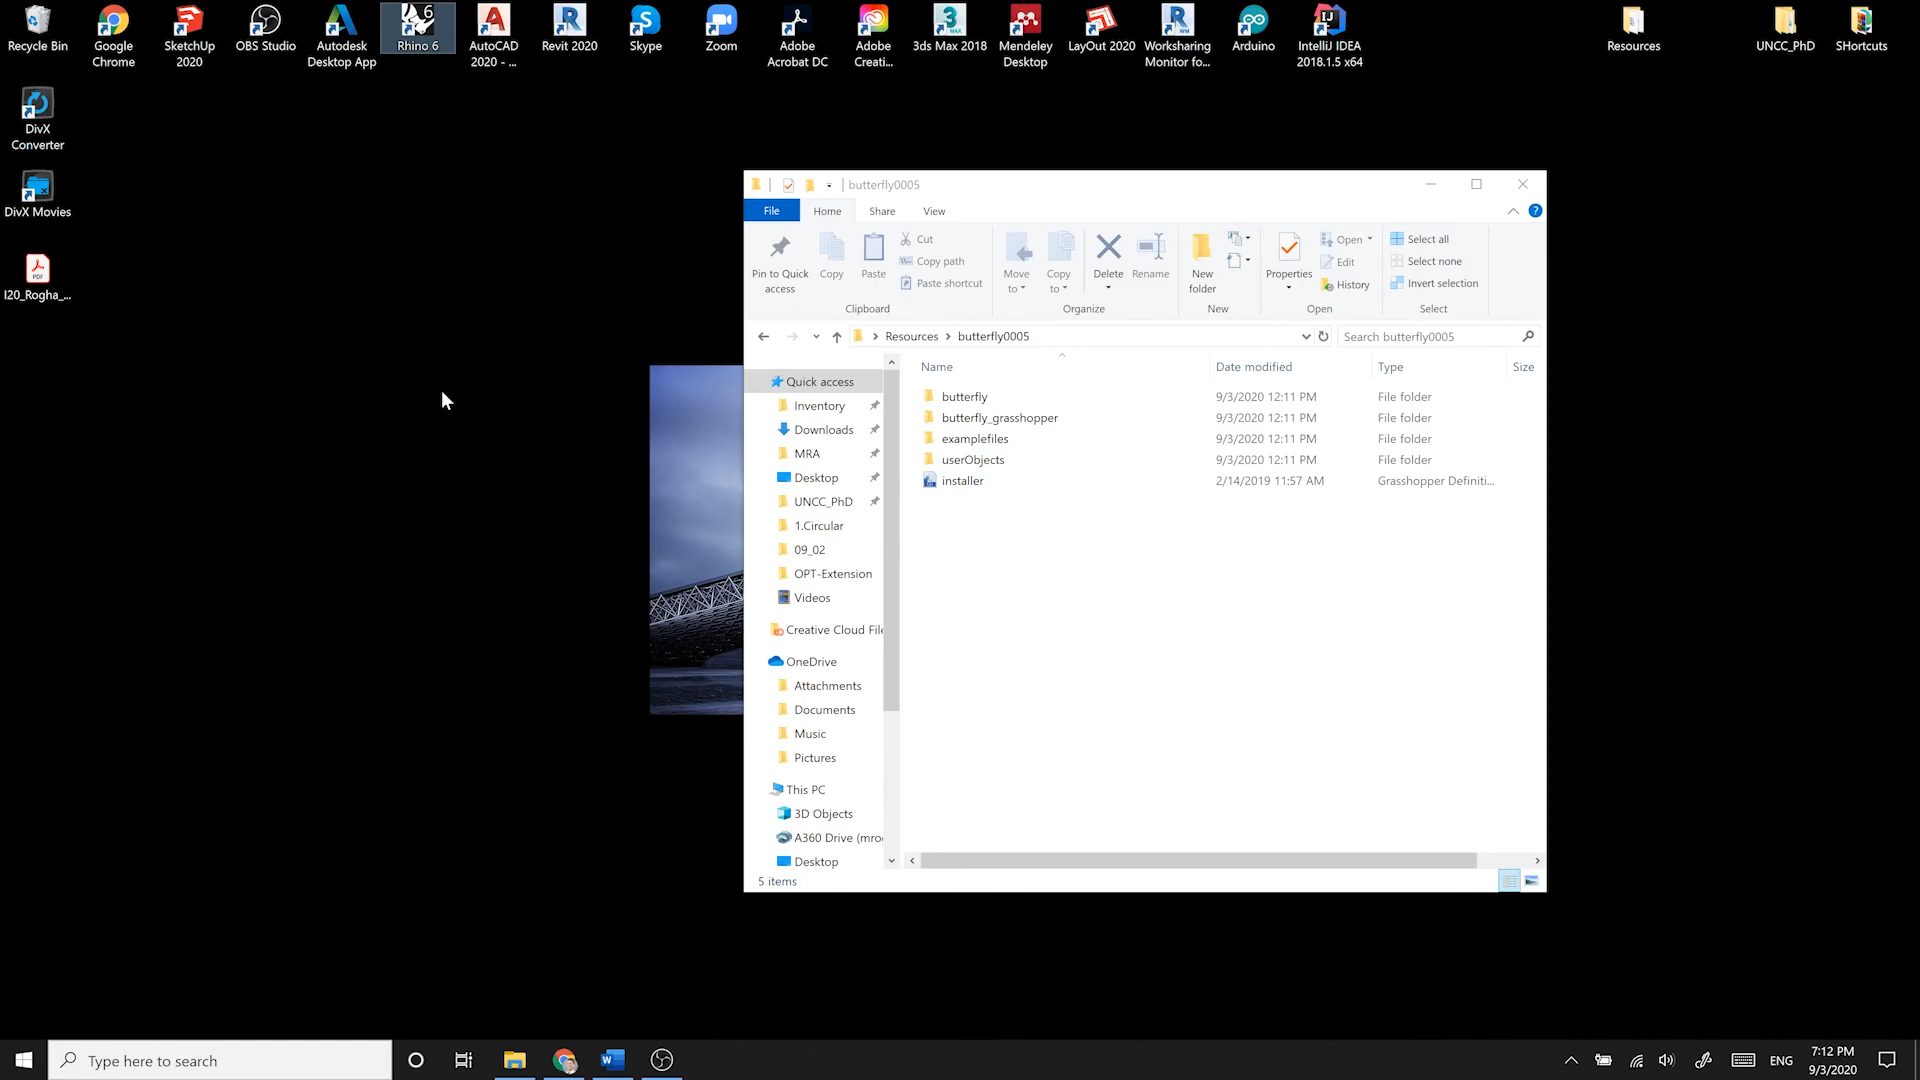 Recycle Bin
Google
Chrome
SketchUp
2020
OBS Studio
Autodesk
Desktop App
6
Rhino 6
AutoCAD
2020 - ...
Revit 2020
Skype
Zoom
Adobe
Acrobat DC
Adobe
Creati...
3ds Max 2018
Mendeley
Desktop
LayOut 2020
Worksharing
Monitor fo...
Arduino
IntelliJ IDEA
2018.1.5 x64
Resources
UNCC_PhD
SHortcuts
DivX
Converter
DivX Movies
PDF
I20_Rogha_...
butterfly0005
File
Home
Share
View
Pin to Quick
access
Copy
Paste
Cut
Copy path
Paste shortcut
Clipboard
Move
to
Copy
to
Delete
Rename
Organize
New
folder
New
Properties
Open
Edit
History
Open
Select all
Select none
Invert selection
Select
Resources
butterfly0005
Search butterfly0005
Name
Date modified
Type
Size
butterfly 9/3/2020 12:11 PM File folder
butterfly_grasshopper 9/3/2020 12:11 PM File folder
examplefiles 9/3/2020 12:11 PM File folder
userObjects 9/3/2020 12:11 PM File folder
installer 2/14/2019 11:57 AM Grasshopper Definiti...
Quick access
Inventory
Downloads
MRA
Desktop
UNCC_PhD
1.Circular
09_02
OPT-Extension
Videos
Creative Cloud File
OneDrive
Attachments
Documents
Music
Pictures
This PC
3D Objects
A360 Drive (mro
Desktop
5 items
Type here to search
ENG
7:12 PM
9/3/2020